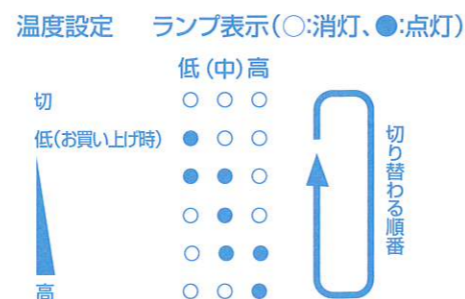 温度設定 ランプ表示(○:消灯、●:点灯)
低(中)高
切 ○ ○ ○
低(お買い上げ時) ● ○ ○
● ● ○
○ ● ○
○ ● ●
高 ○ ○ ●
切り替わる順番